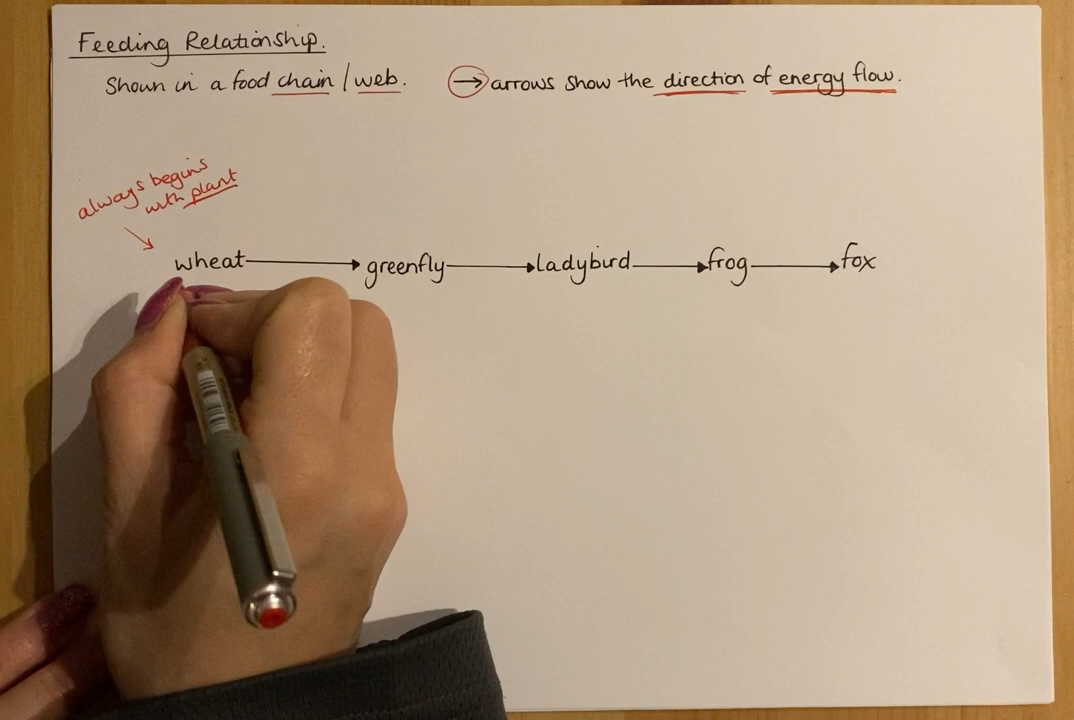 Feeding Relationship.
Shown in a food chain / web.
→ arrows show the direction of energy flow.
always begins
with plant
wheat → greenfly → Ladybird → frog → fox